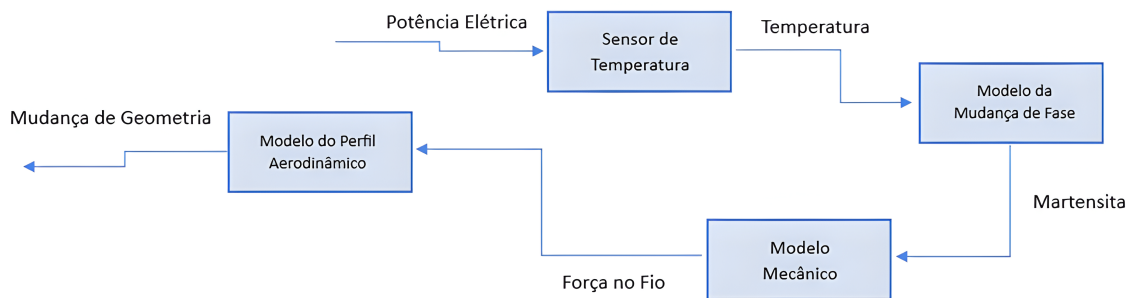 Potência Elétrica
Sensor de
Temperatura
Temperatura
Modelo da
Mudança de Fase
Martensita
Modelo
Mecânico
Força no Fio
Modelo do Perfil
Aerodinâmico
Mudança de Geometria